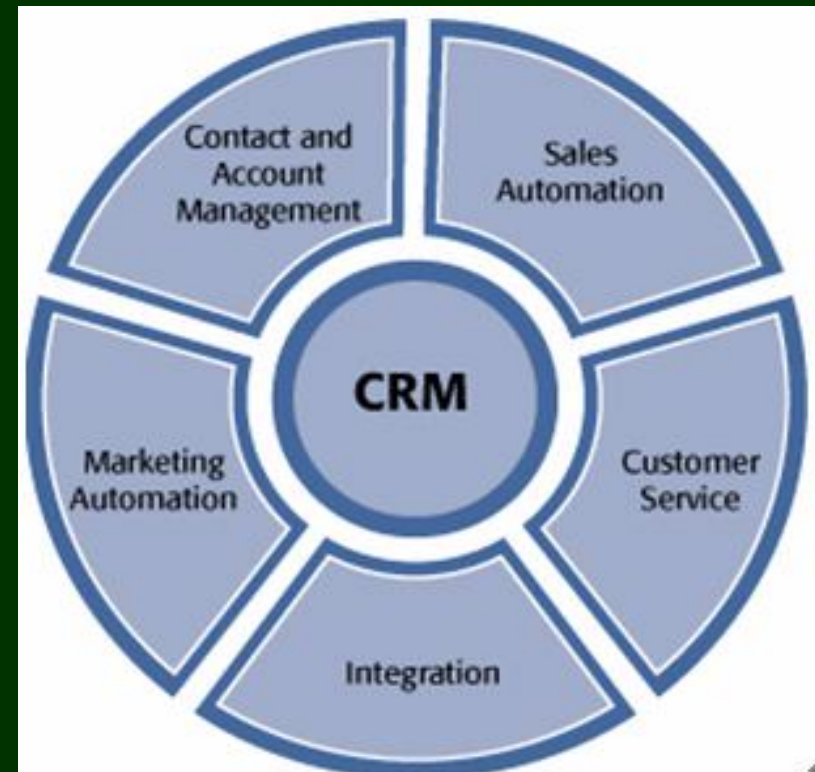 Contact and
Account
Management
Sales
Automation
CRM
Marketing
Automation
Customer
Service
Integration